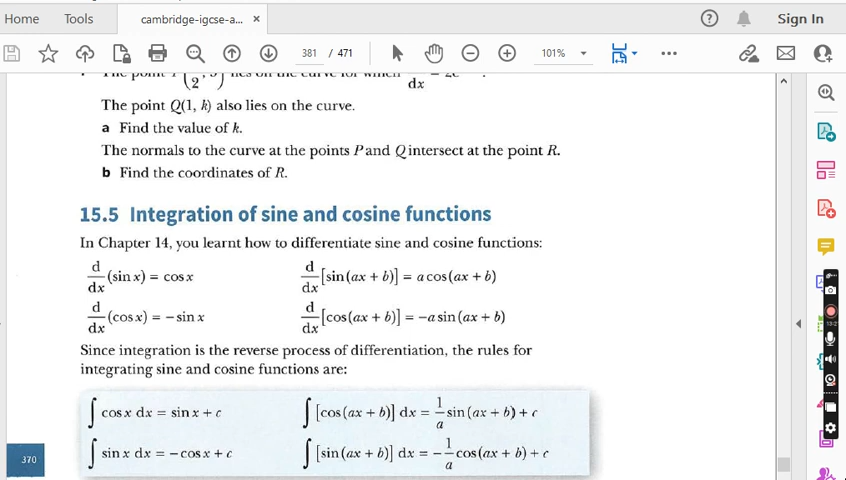 Home Tools cambridge-igcse-a... × Sign In
381 / 471 101%
dx
The point Q(1, k) also lies on the curve.
a Find the value of k.
The normals to the curve at the points P and Q intersect at the point R.
b Find the coordinates of R.
15.5 Integration of sine and cosine functions
In Chapter 14, you learnt how to differentiate sine and cosine functions:
d/dx (sin x) = cos x d/dx [sin (ax + b)] = a cos (ax + b)
d/dx (cos x) = − sin x d/dx [cos (ax + b)] = −a sin (ax + b)
Since integration is the reverse process of differentiation, the rules for
integrating sine and cosine functions are:
∫ cos x dx = sin x + c ∫ [cos (ax + b)] dx = 1/a sin (ax + b) + c
∫ sin x dx = − cos x + c ∫ [sin (ax + b)] dx = − 1/a cos (ax + b) + c
370